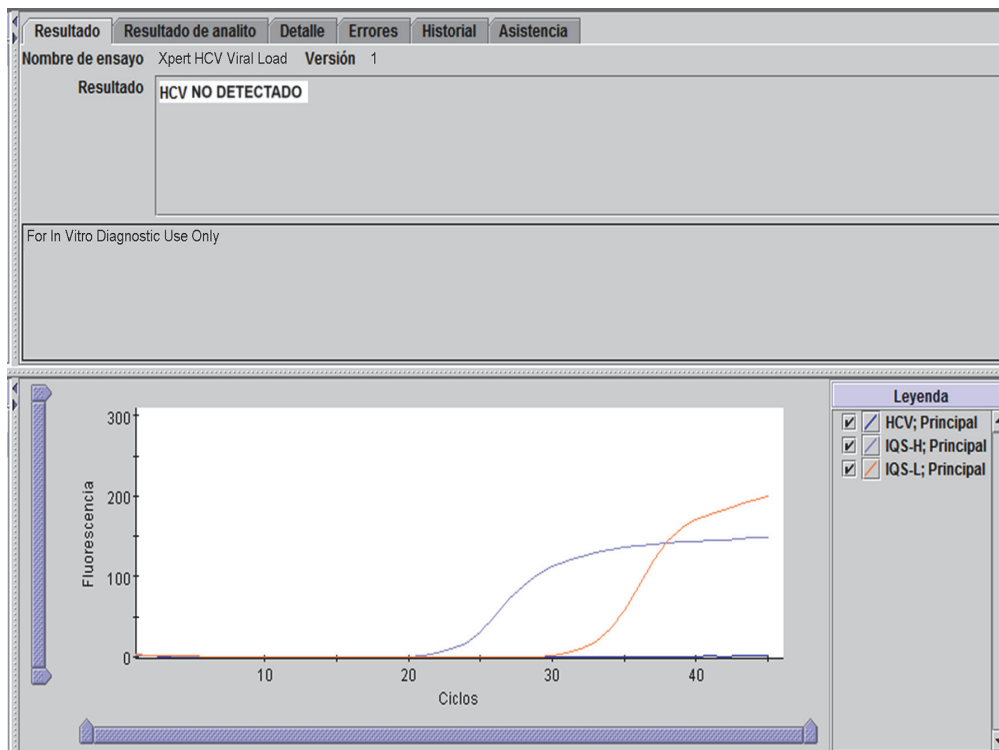 Resultado Resultado de analito Detalle Errores Historial Asistencia
Nombre de ensayo Xpert HCV Viral Load Versión 1
Resultado HCV NO DETECTADO
For In Vitro Diagnostic Use Only
Leyenda
HCV; Principal
IQS-H; Principal
IQS-L; Principal
300
200
100
0
Fluorescencia
10 20 30 40
Ciclos